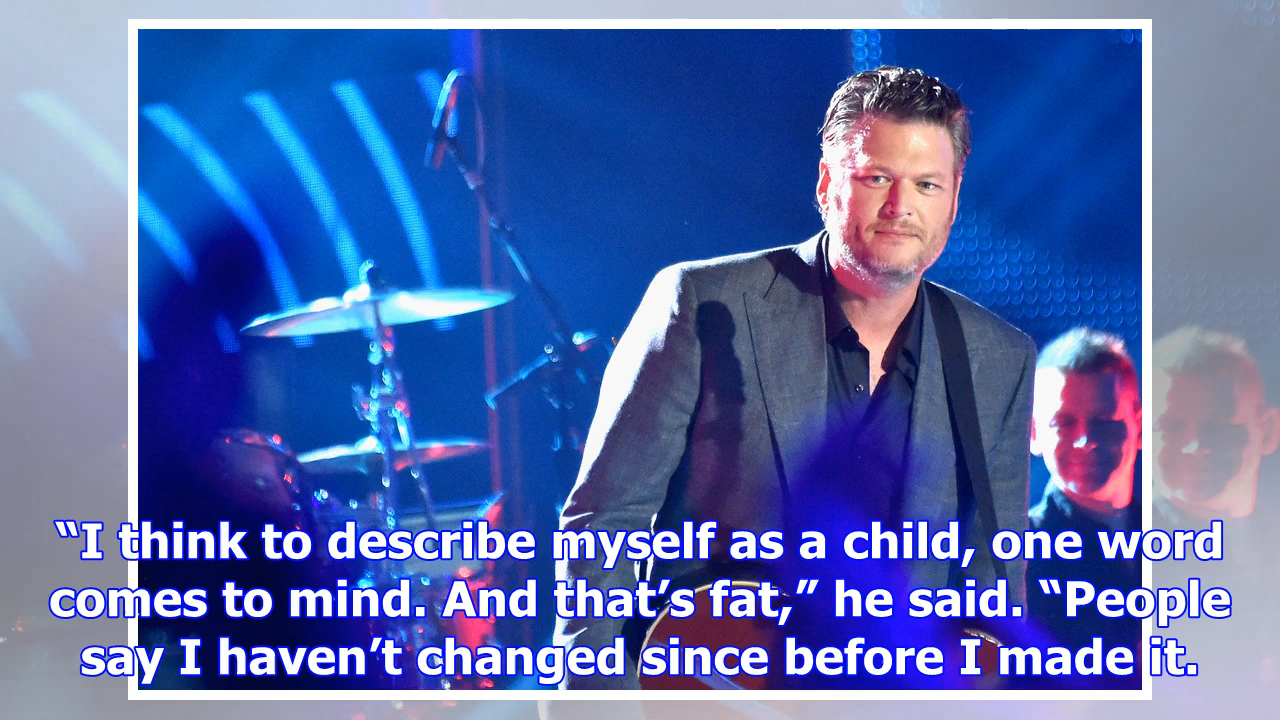 “I think to describe myself as a child, one word
comes to mind. And that’s fat,” he said. “People
say I haven’t changed since before I made it.